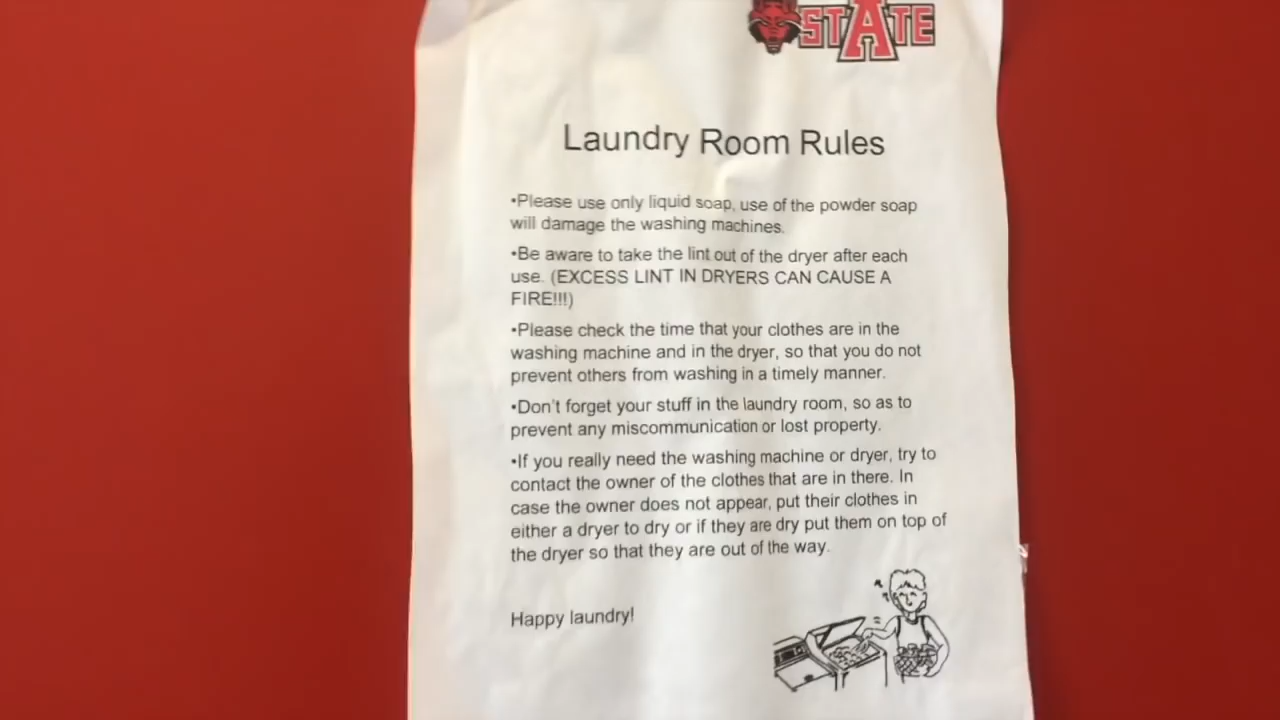 STATE
Laundry Room Rules
•Please use only liquid soap, use of the powder soap
will damage the washing machines.
•Be aware to take the lint out of the dryer after each
use. (EXCESS LINT IN DRYERS CAN CAUSE A
FIRE!!!)
•Please check the time that your clothes are in the
washing machine and in the dryer, so that you do not
prevent others from washing in a timely manner.
•Don't forget your stuff in the laundry room, so as to
prevent any miscommunication or lost property.
•If you really need the washing machine or dryer, try to
contact the owner of the clothes that are in there. In
case the owner does not appear, put their clothes in
either a dryer to dry or if they are dry put them on top of
the dryer so that they are out of the way.
Happy laundry!